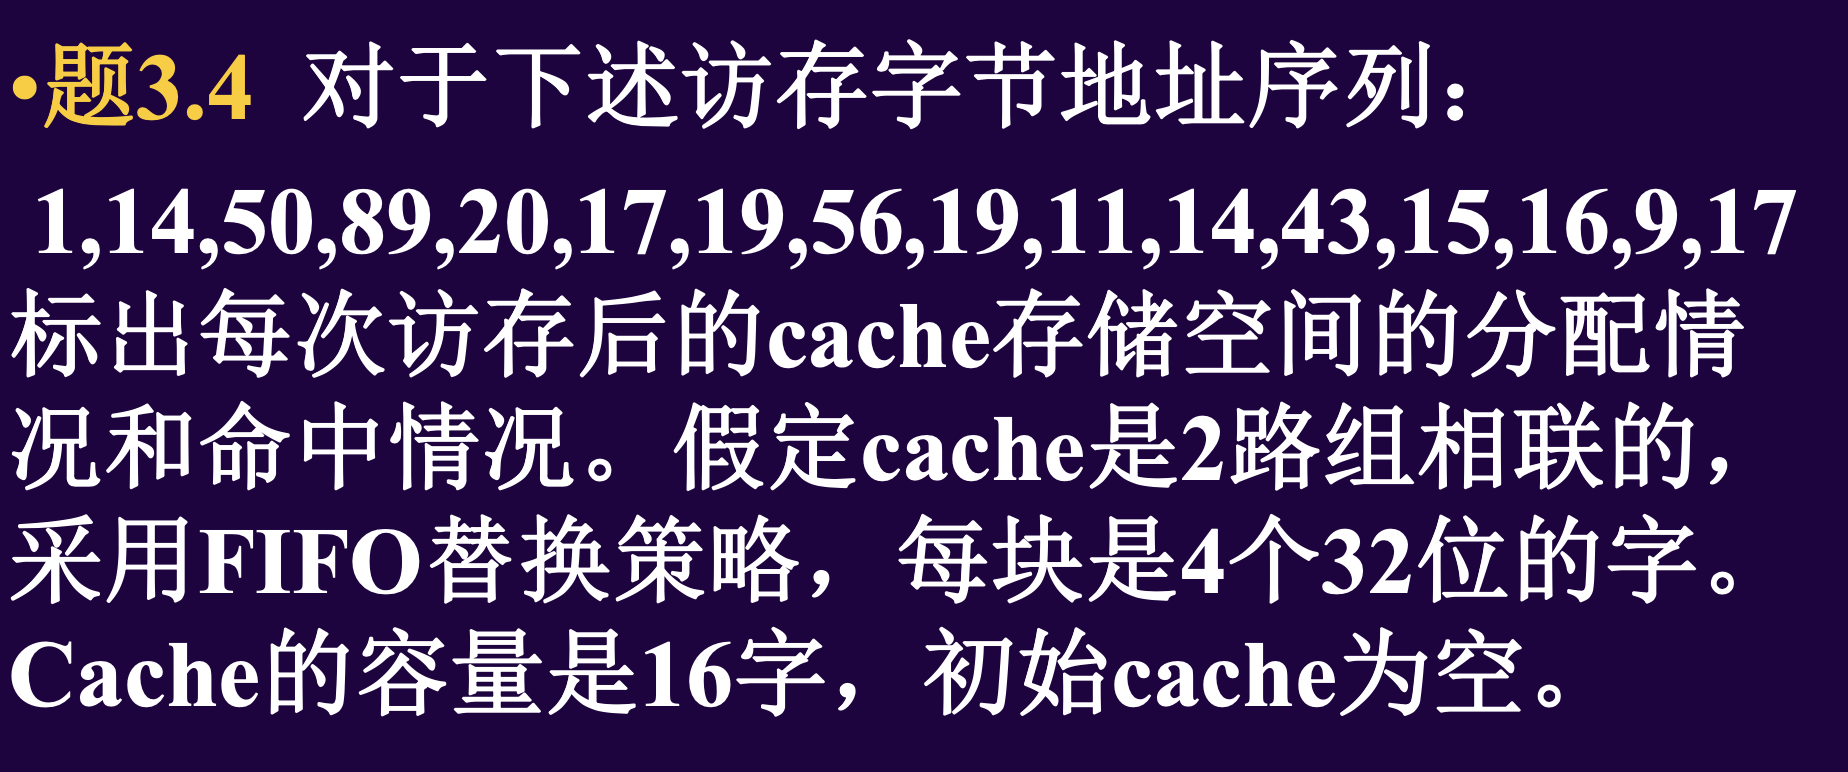 •题3.4 对于下述访存字节地址序列：
1,14,50,89,20,17,19,56,19,11,14,43,15,16,9,17
标出每次访存后的cache存储空间的分配情
况和命中情况。假定cache是2路组相联的，
采用FIFO替换策略，每块是4个32位的字。
Cache的容量是16字，初始cache为空。